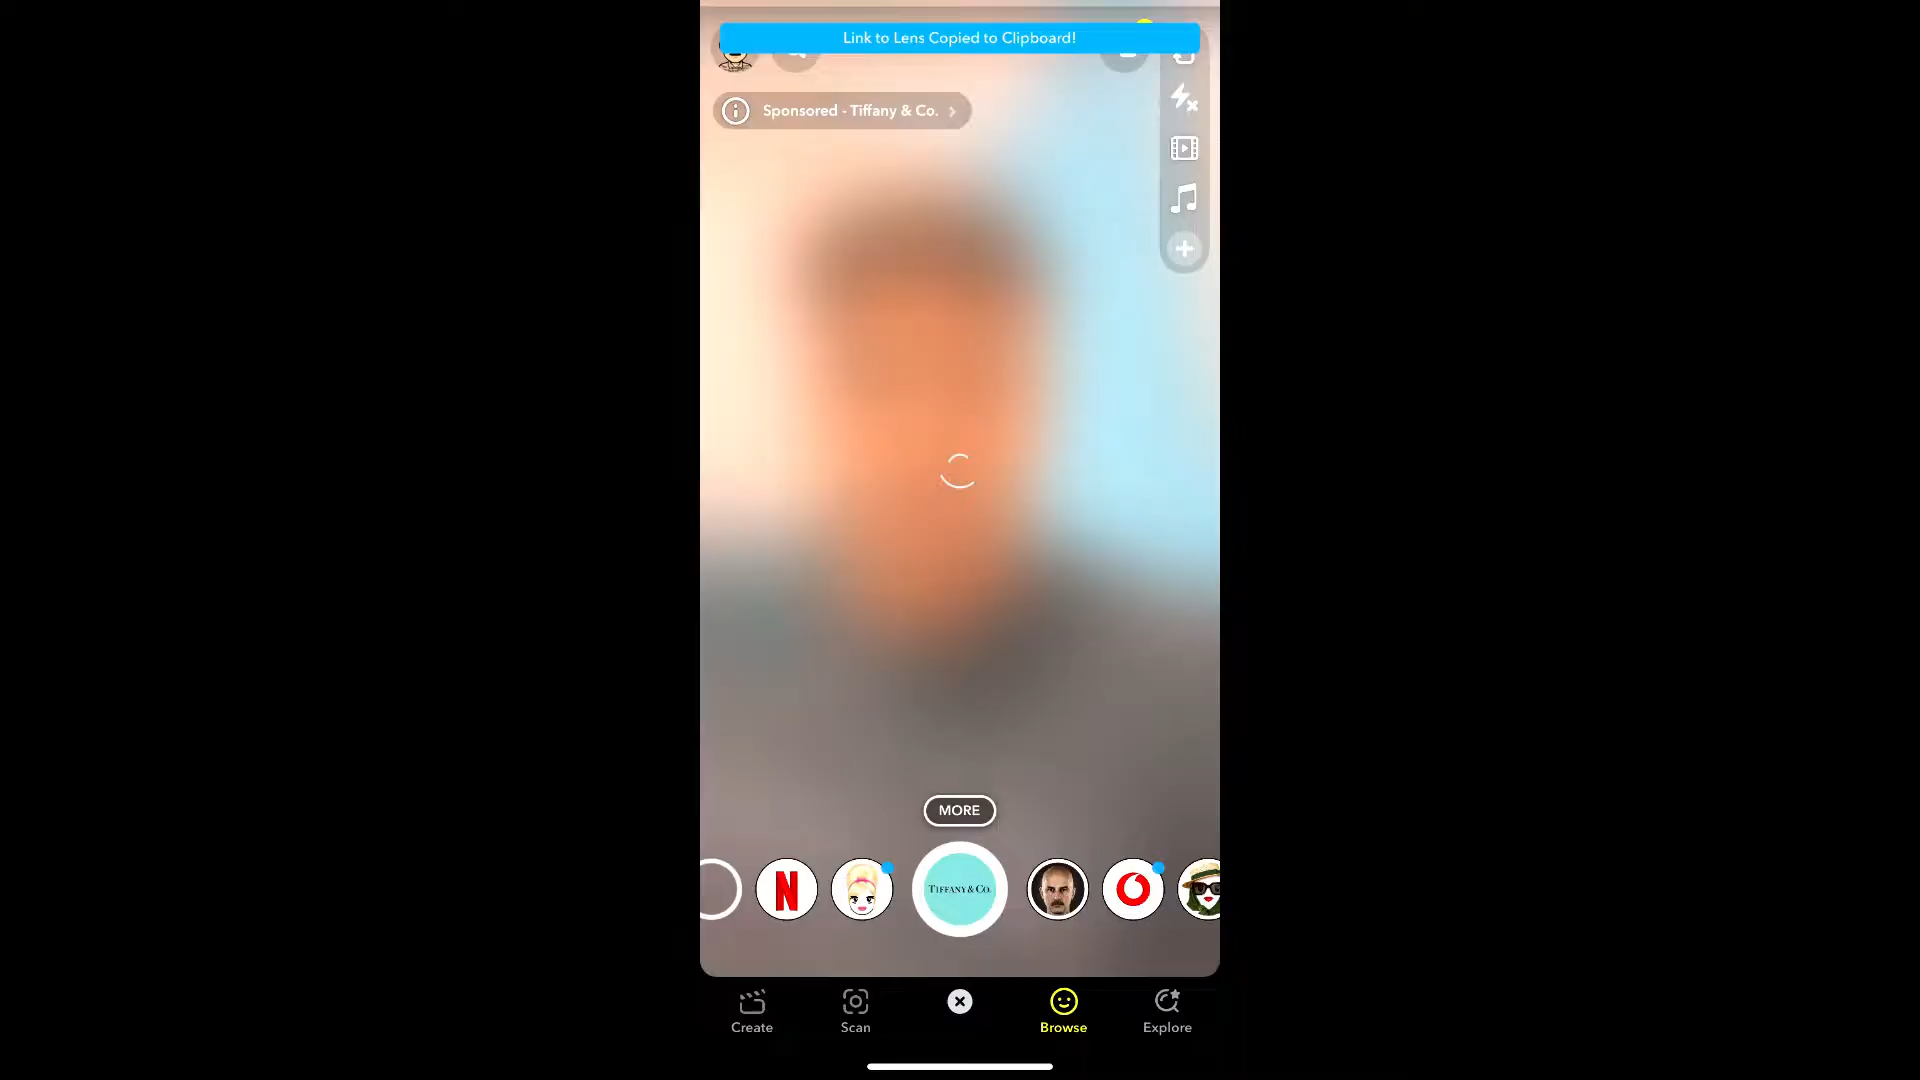 Link to Lens Copied to Clipboard!
Sponsored - Tiffany & Co.
MORE
N
TIFFANY & CO.
Create
Scan
Browse
Explore